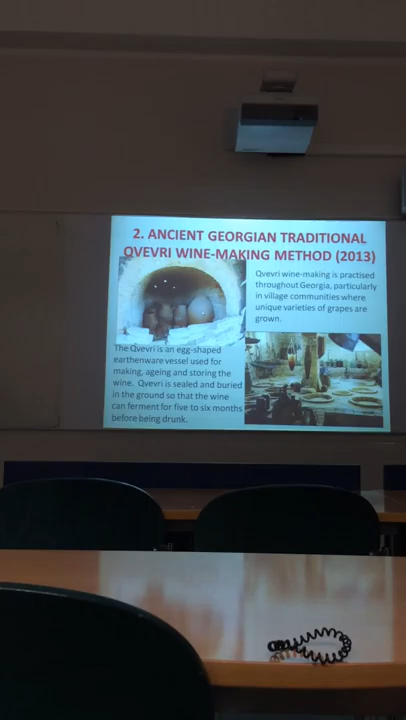 2. ANCIENT GEORGIAN TRADITIONAL
QVEVRI WINE-MAKING METHOD (2013)
Qvevri wine-making is practised
throughout Georgia, particularly
in village communities where
unique varieties of grapes are
grown.
The Qvevri is an egg-shaped
earthenware vessel used for
making, ageing and storing the
wine. Qvevri is sealed and buried
in the ground so that the wine
can ferment for five to six months
before being drunk.